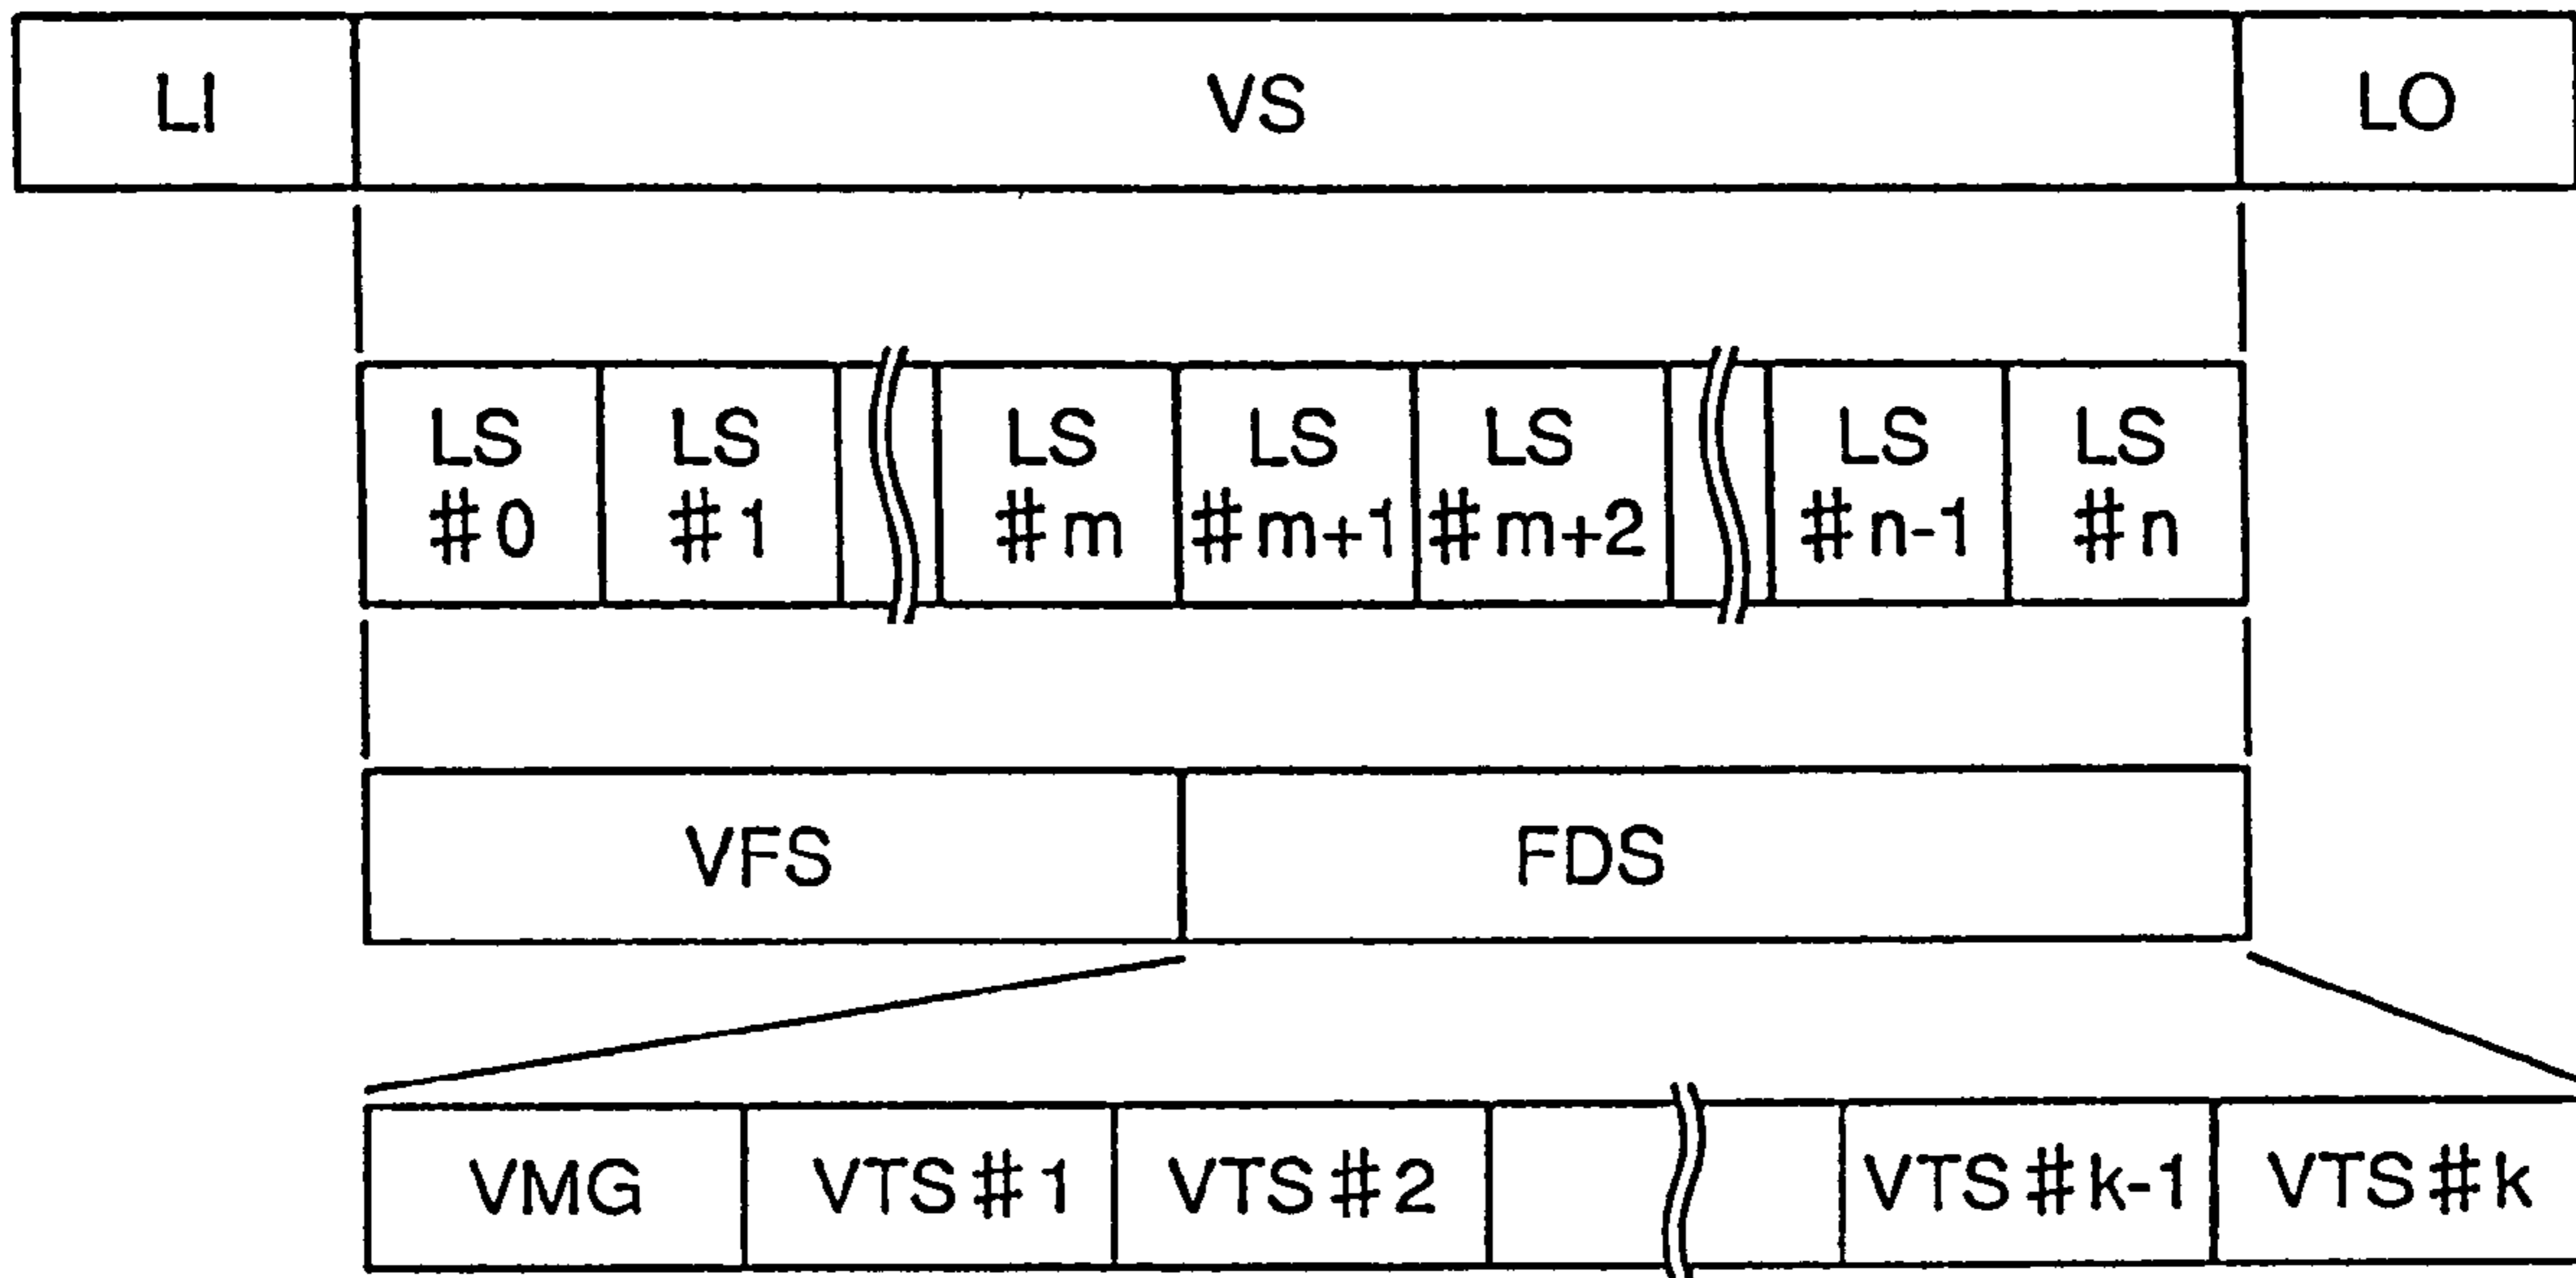 LI VS LO
LS LS LS LS LS LS LS
#0 #1 #m #m+1 #m+2 #n-1 #n
VFS FDS
VMG VTS#1 VTS#2 VTS#k-1 VTS#k